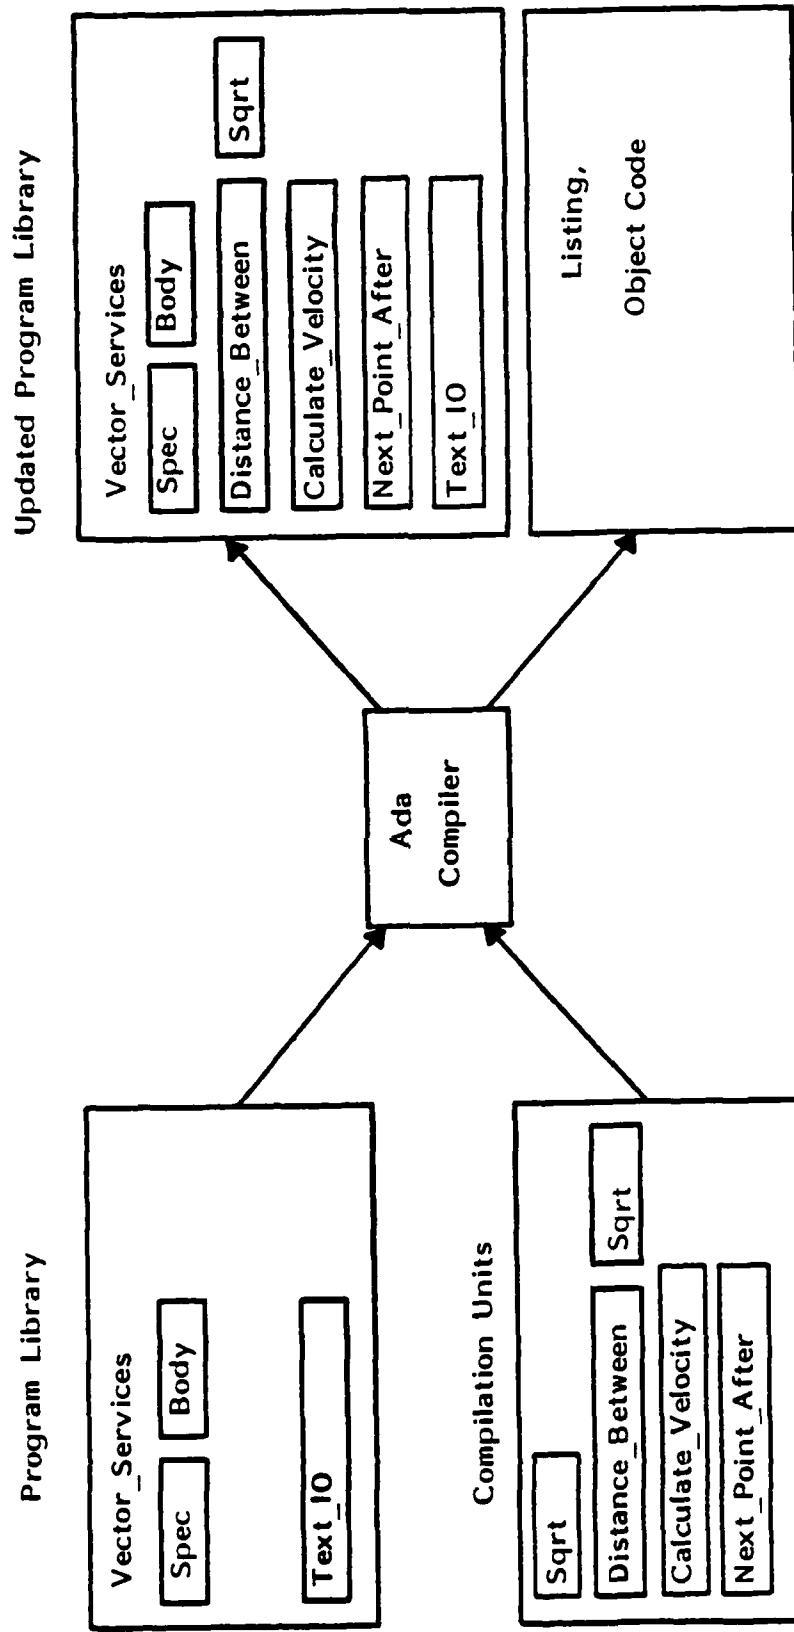 Program Library
Vector_Services
Spec
Body
Text_IO
Compilation Units
Sqrt
Distance_Between
Sqrt
Calculate_Velocity
Next_Point_After
Ada
Compiler
Updated Program Library
Vector_Services
Spec
Body
Distance_Between
Sqrt
Calculate_Velocity
Next_Point_After
Text_IO
Listing,
Object Code